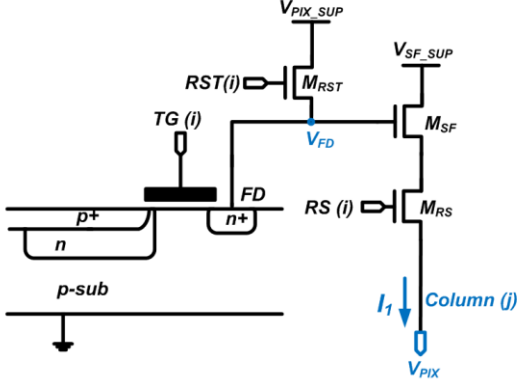 V_PIX_SUP
V_SF_SUP
RST(i)
M_RST
TG (i)
V_FD
M_SF
FD
RS (i)
M_RS
p+
n+
n
p-sub
I_1
Column (j)
V_PIX